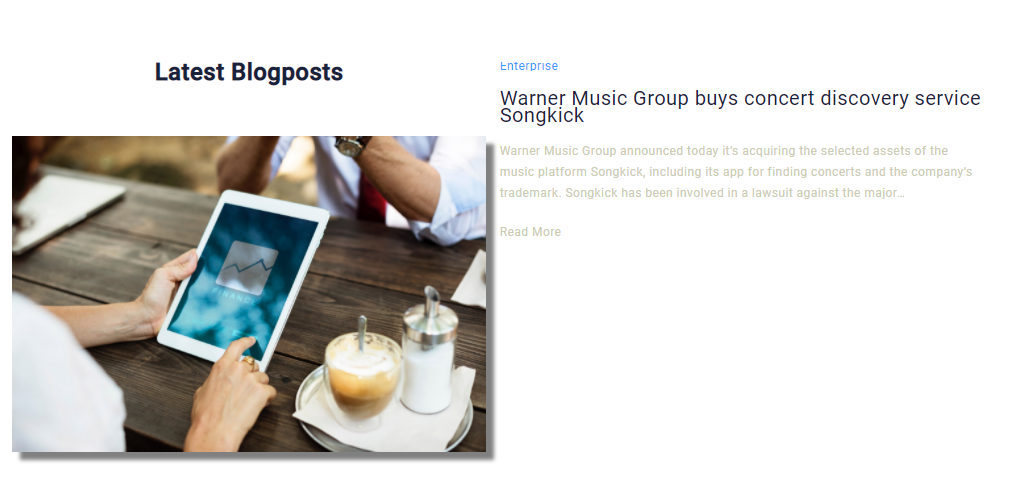 Latest Blogposts
Enterprise
Warner Music Group buys concert discovery service
Songkick
Warner Music Group announced today it's acquiring the selected assets of the
music platform Songkick, including its app for finding concerts and the company's
trademark. Songkick has been involved in a lawsuit against the major…
Read More
FINANCE